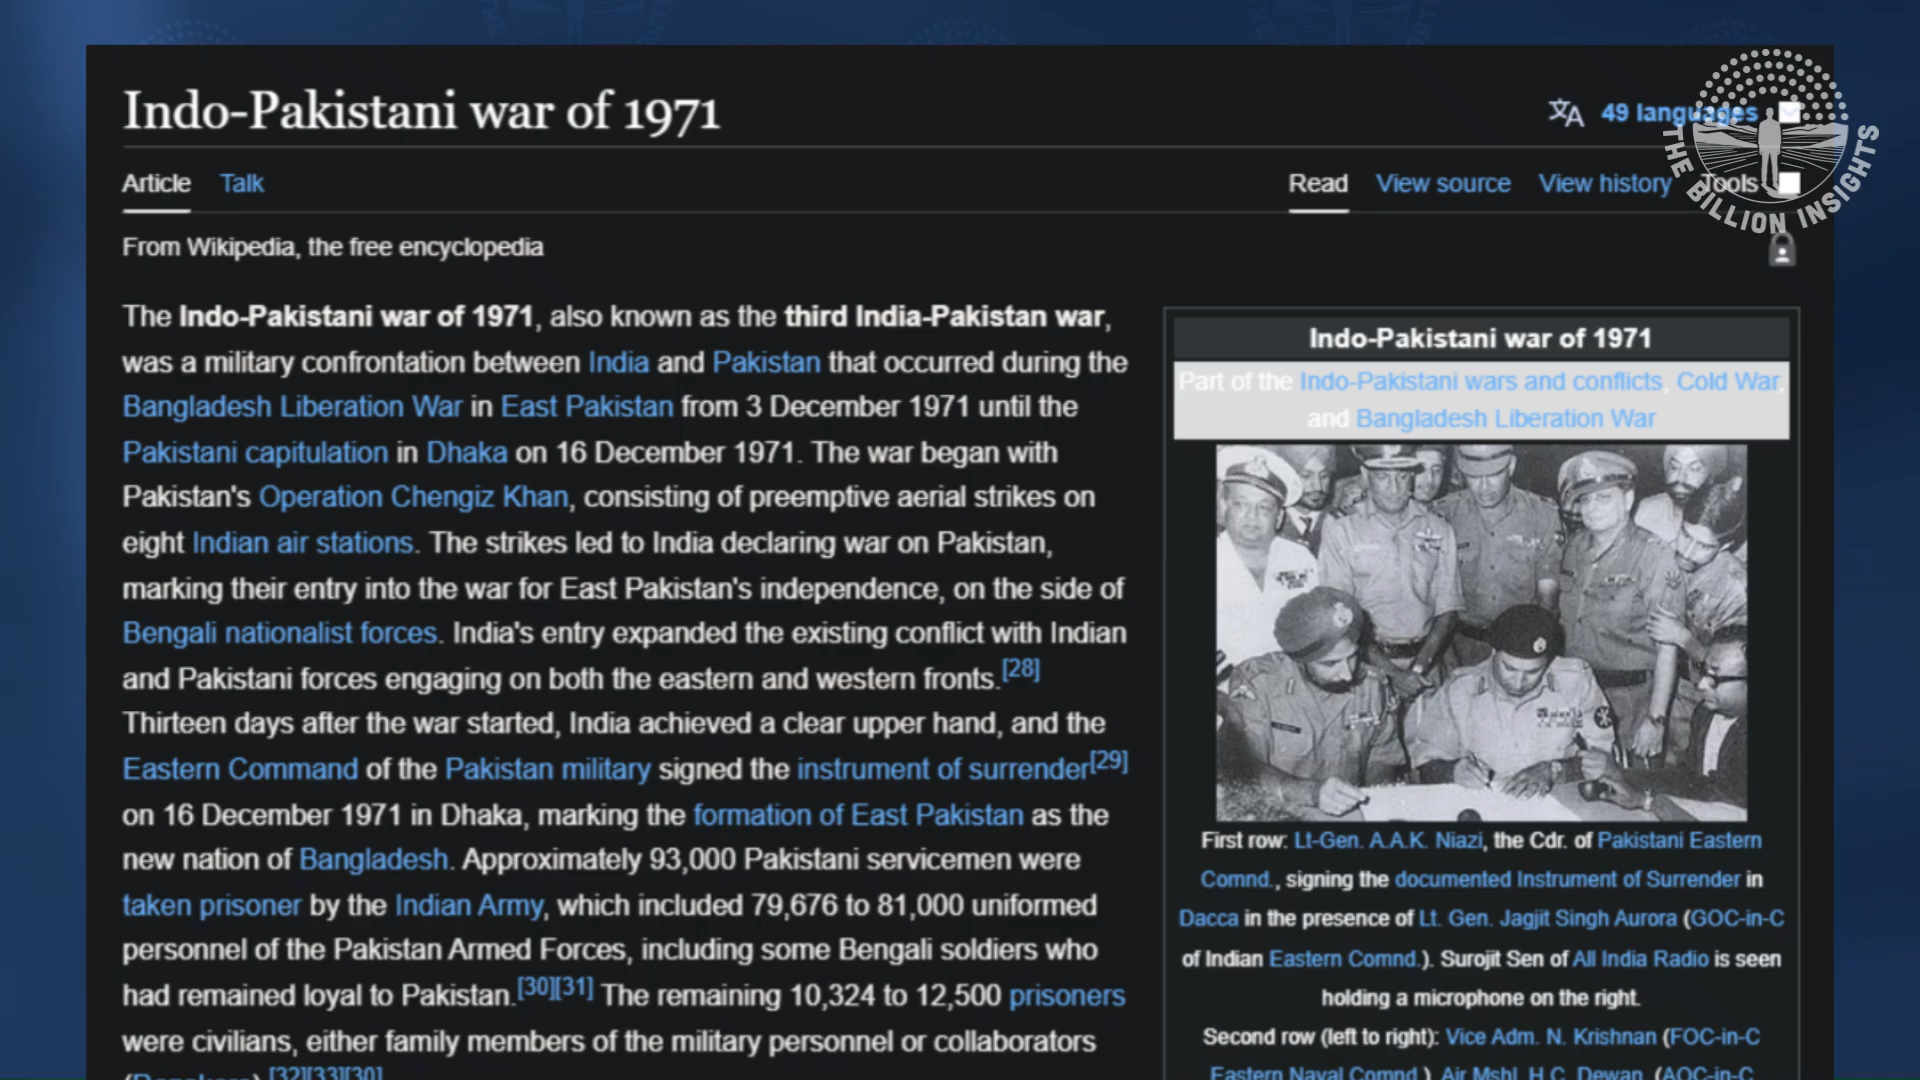 Indo-Pakistani war of 1971
49 languages
Article Talk
Read View source View history Tools
THE BILLION INSIGHTS
From Wikipedia, the free encyclopedia
The Indo-Pakistani war of 1971, also known as the third India-Pakistan war,
was a military confrontation between India and Pakistan that occurred during the
Bangladesh Liberation War in East Pakistan from 3 December 1971 until the
Pakistani capitulation in Dhaka on 16 December 1971. The war began with
Pakistan's Operation Chengiz Khan, consisting of preemptive aerial strikes on
eight Indian air stations. The strikes led to India declaring war on Pakistan,
marking their entry into the war for East Pakistan's independence, on the side of
Bengali nationalist forces. India's entry expanded the existing conflict with Indian
and Pakistani forces engaging on both the eastern and western fronts.[28]
Thirteen days after the war started, India achieved a clear upper hand, and the
Eastern Command of the Pakistan military signed the instrument of surrender[29]
on 16 December 1971 in Dhaka, marking the formation of East Pakistan as the
new nation of Bangladesh. Approximately 93,000 Pakistani servicemen were
taken prisoner by the Indian Army, which included 79,676 to 81,000 uniformed
personnel of the Pakistan Armed Forces, including some Bengali soldiers who
had remained loyal to Pakistan.[30][31] The remaining 10,324 to 12,500 prisoners
were civilians, either family members of the military personnel or collaborators
[32][33][30]
Indo-Pakistani war of 1971
Part of the Indo-Pakistani wars and conflicts, Cold War,
and Bangladesh Liberation War
First row: Lt-Gen. A.A.K. Niazi, the Cdr. of Pakistani Eastern
Comnd., signing the documented Instrument of Surrender in
Dacca in the presence of Lt. Gen. Jagjit Singh Aurora (GOC-in-C
of Indian Eastern Comnd.). Surojit Sen of All India Radio is seen
holding a microphone on the right.
Second row (left to right): Vice Adm. N. Krishnan (FOC-in-C
Eastern Naval Comnd.), Air Mshl. H.C. Dewan, (AOC-in-C